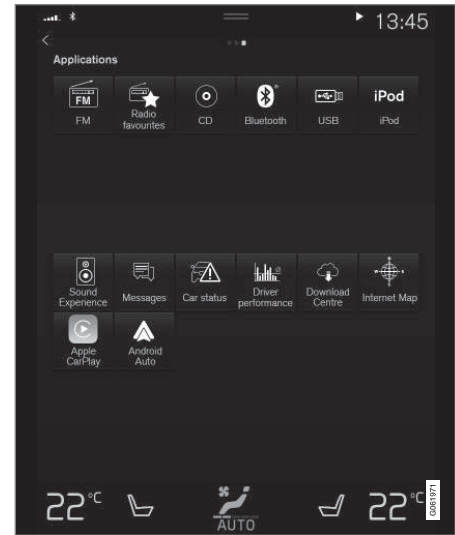 13:45
Applications
FM
iPod
FM
Radio
favourites
CD
Bluetooth
USB
iPod
Sound
Experience
Messages
Car status
Driver
performance
Download
Centre
Internet Map
Apple
CarPlay
Android
Auto
22°C
AUTO
22°C
G061971